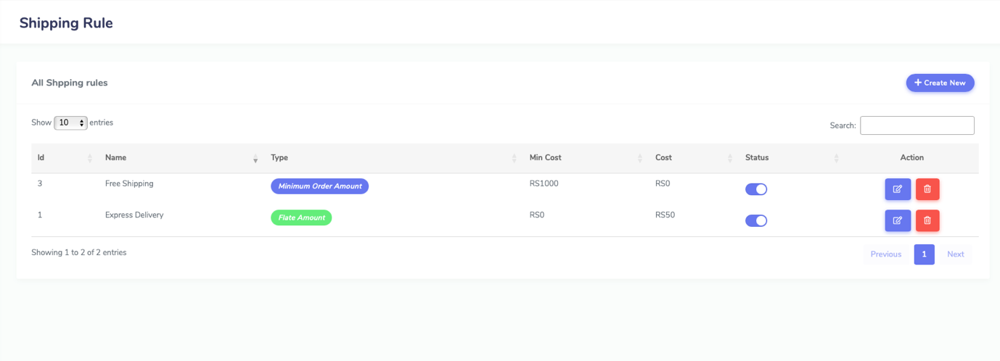 Shipping Rule
All Shpping rules
+ Create New
Show 10 entries
Search:
Id Name Type Min Cost Cost Status Action
3 Free Shipping Minimum Order Amount RS1000 RS0
1 Express Delivery Flate Amount RS0 RS50
Showing 1 to 2 of 2 entries
Previous 1 Next